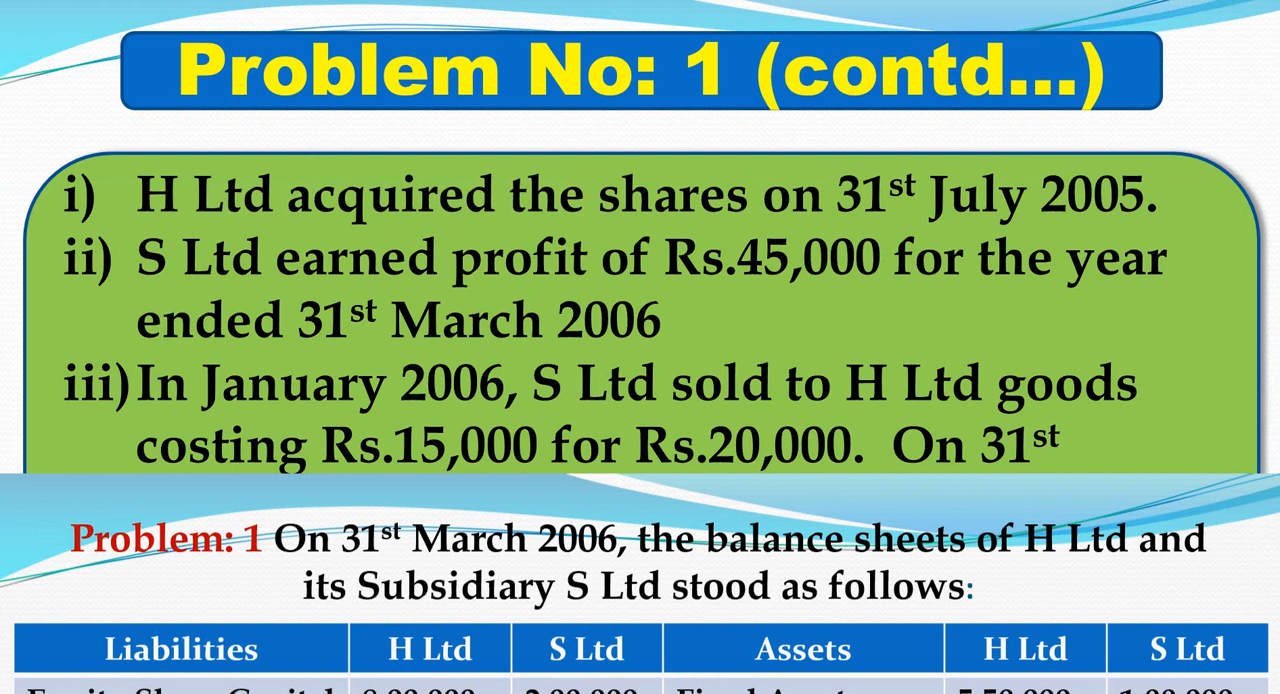 Problem No: 1 (contd...)
i) H Ltd acquired the shares on 31st July 2005.
ii) S Ltd earned profit of Rs.45,000 for the year
ended 31st March 2006
iii) In January 2006, S Ltd sold to H Ltd goods
costing Rs.15,000 for Rs.20,000. On 31st
Problem: 1 On 31st March 2006, the balance sheets of H Ltd and
its Subsidiary S Ltd stood as follows:
Liabilities H Ltd S Ltd Assets H Ltd S Ltd